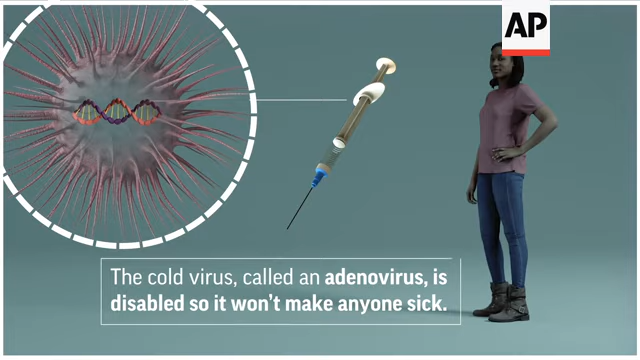 AP
The cold virus, called an adenovirus, is
disabled so it won't make anyone sick.